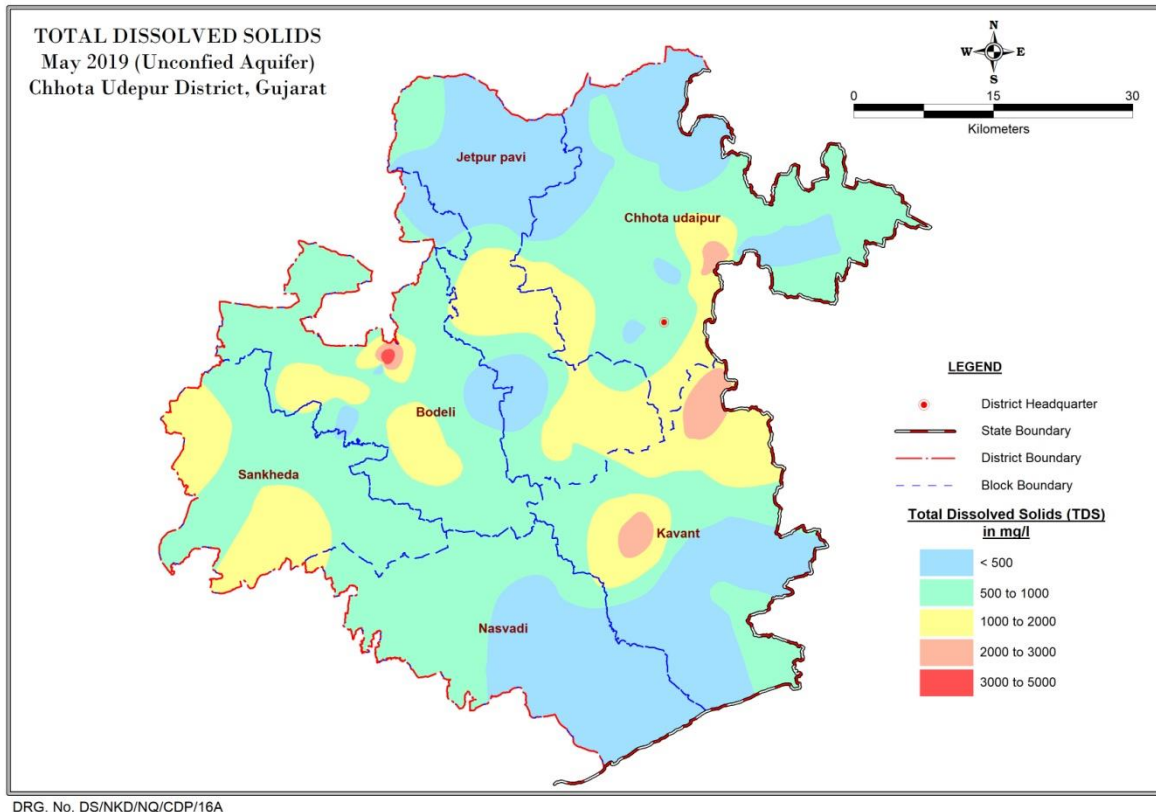 TOTAL DISSOLVED SOLIDS
May 2019 (Unconfied Aquifer)
Chhota Udepur District, Gujarat
N
W E
S
0 15 30
Kilometers
Jetpur pavi
Chhota udaipur
Bodeli
Sankheda
Kavant
Nasvadi
LEGEND
District Headquarter
State Boundary
District Boundary
Block Boundary
Total Dissolved Solids (TDS)
in mg/l
< 500
500 to 1000
1000 to 2000
2000 to 3000
3000 to 5000
DRG. No. DS/NKD/NQ/CDP/16A